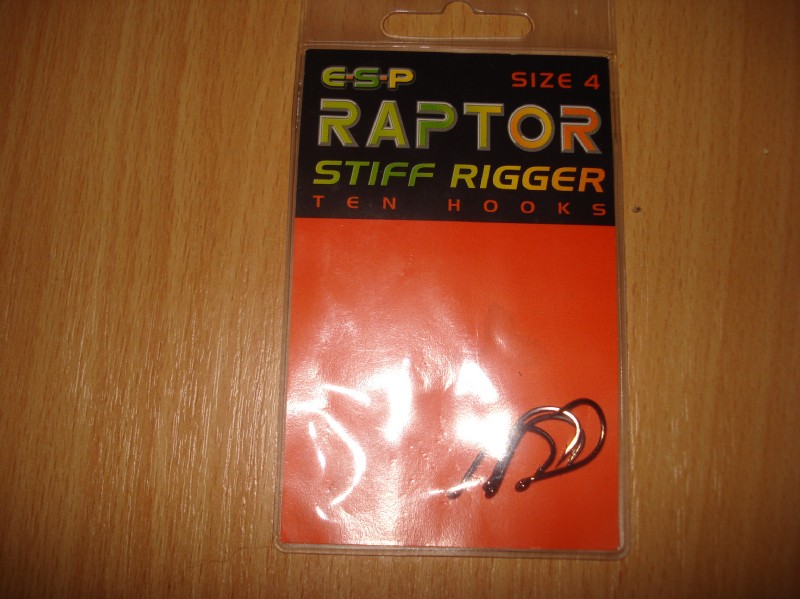 E-S-P SIZE 4
RAPTOR
STIFF RIGGER
TEN HOOKS